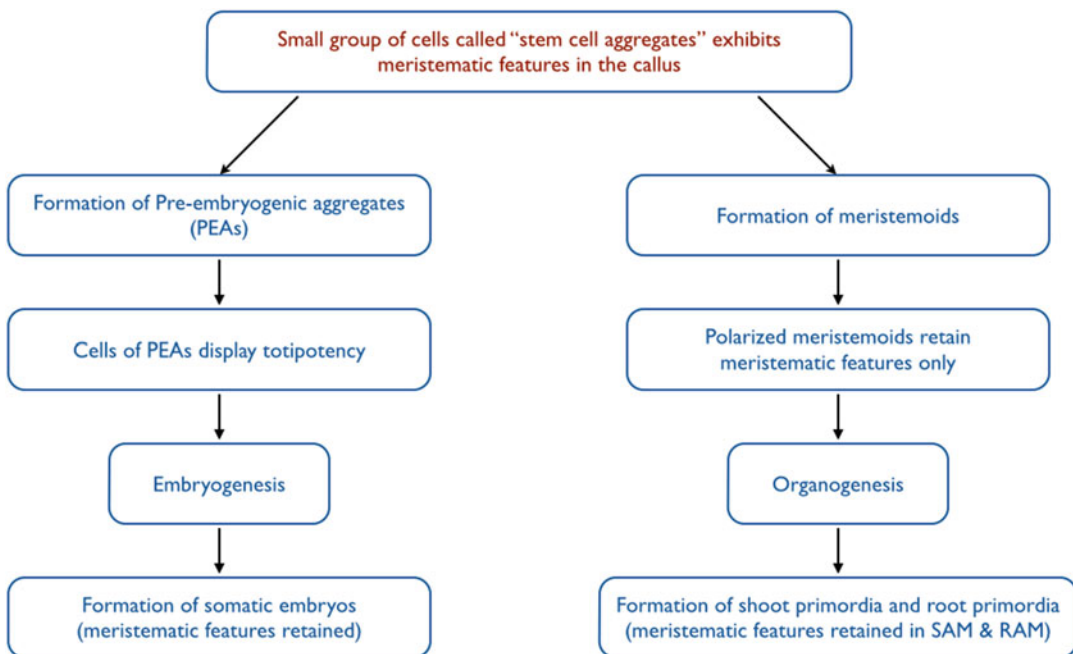 Small group of cells called “stem cell aggregates” exhibits
meristematic features in the callus
Formation of Pre-embryogenic aggregates
(PEAs)
Cells of PEAs display totipotency
Embryogenesis
Formation of somatic embryos
(meristematic features retained)
Formation of meristemoids
Polarized meristemoids retain
meristematic features only
Organogenesis
Formation of shoot primordia and root primordia
(meristematic features retained in SAM & RAM)